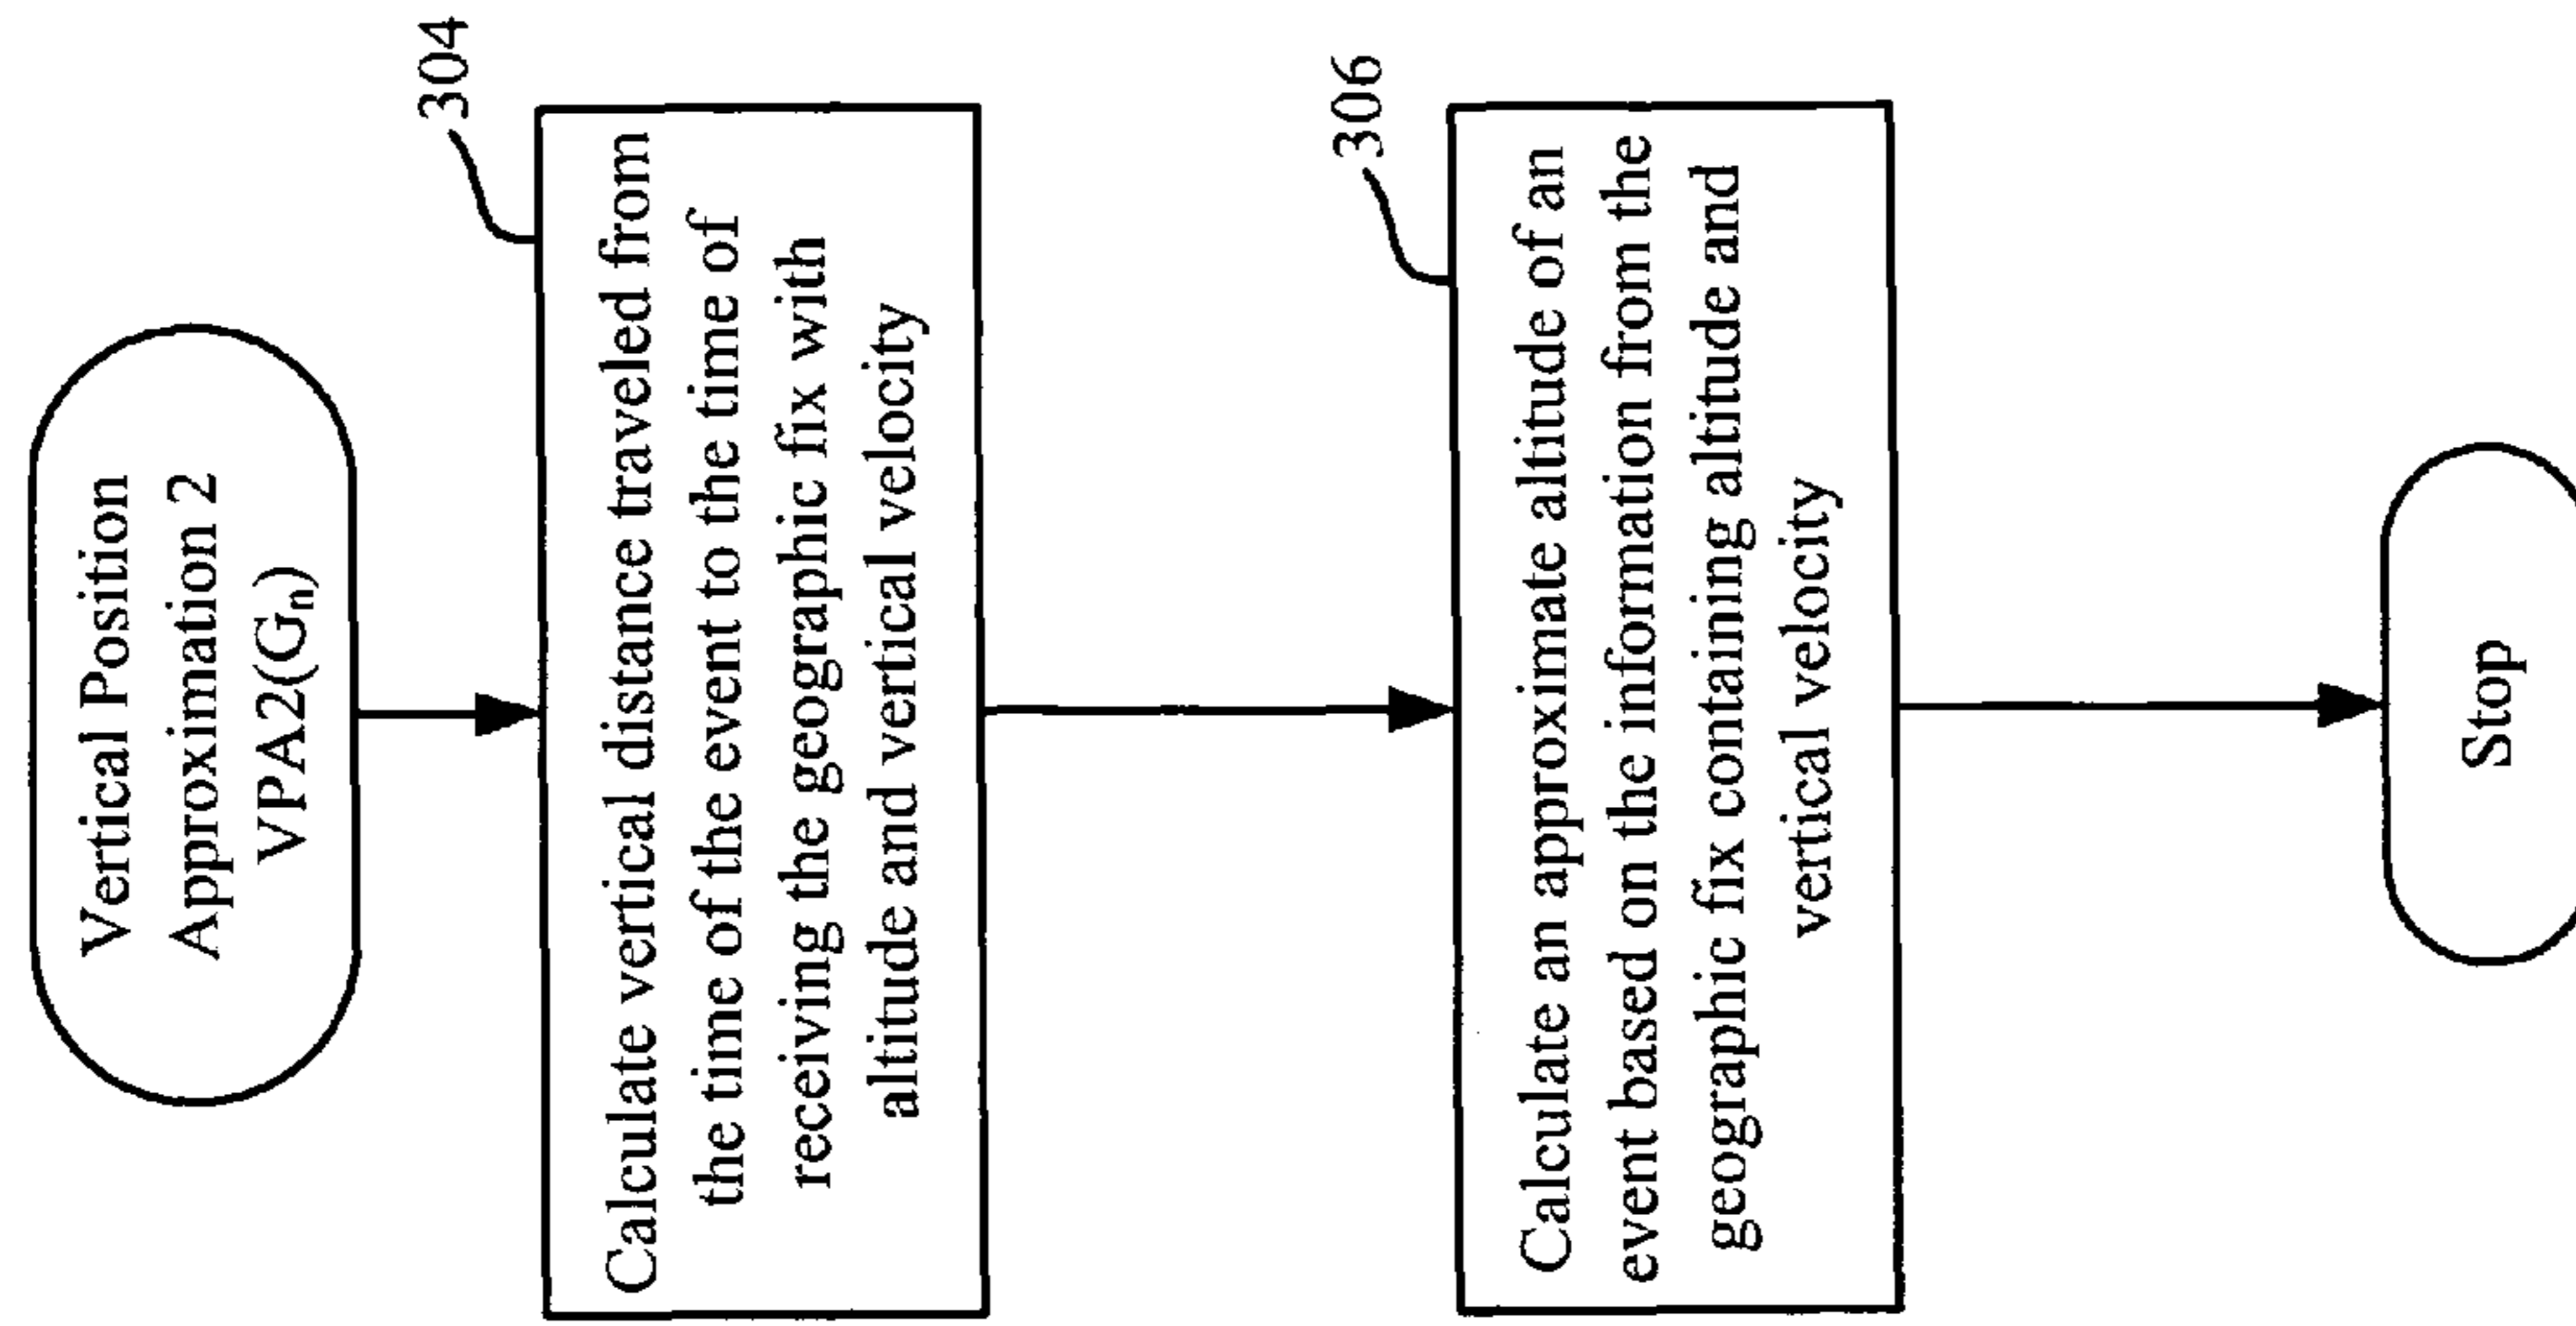 Vertical Position
Approximation 2
VPA2(Gₙ)
304
Calculate vertical distance traveled from
the time of the event to the time of
receiving the geographic fix with
altitude and vertical velocity
306
Calculate an approximate altitude of an
event based on the information from the
geographic fix containing altitude and
vertical velocity
Stop